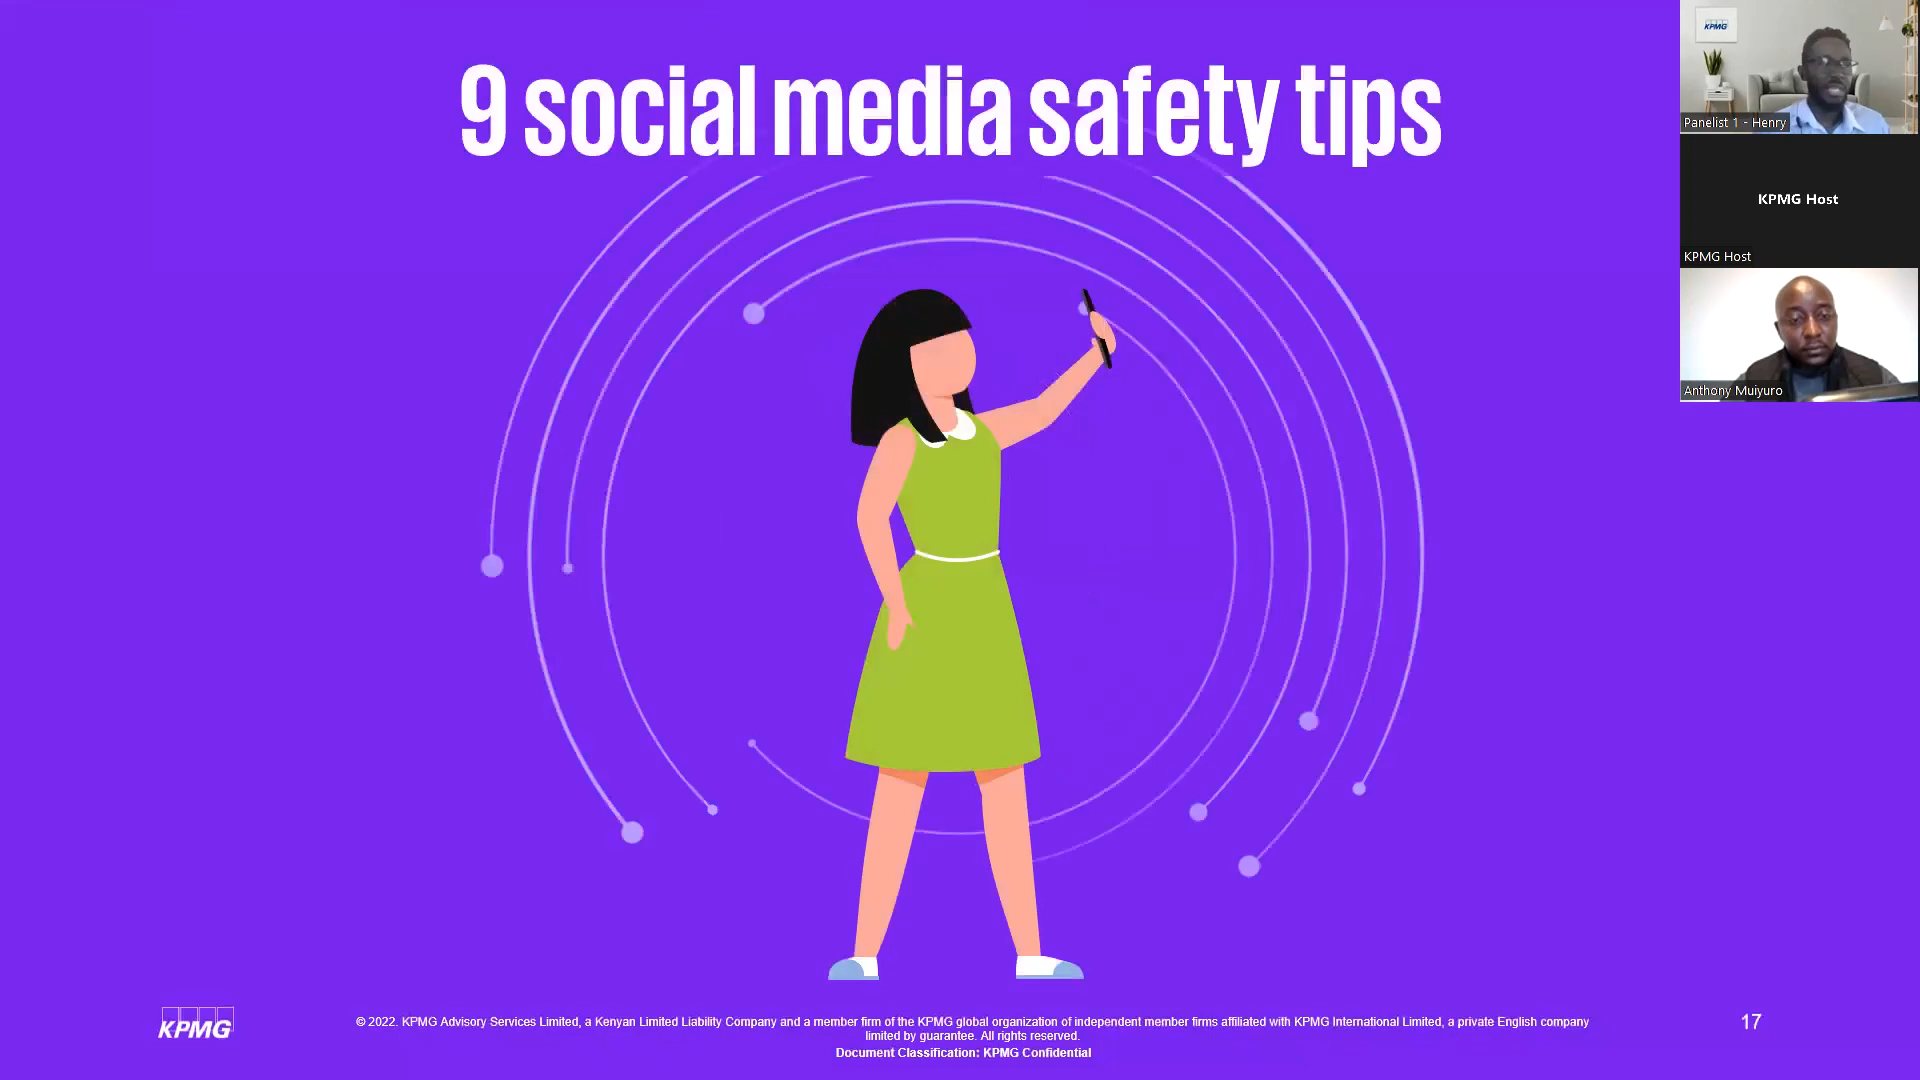 9 social media safety tips
KPMG
Panelist 1 - Henry
KPMG Host
KPMG Host
Anthony Muiyuro
KPMG
© 2022. KPMG Advisory Services Limited, a Kenyan Limited Liability Company and a member firm of the KPMG global organization of independent member firms affiliated with KPMG International Limited, a private English company
limited by guarantee. All rights reserved.
Document Classification: KPMG Confidential
17